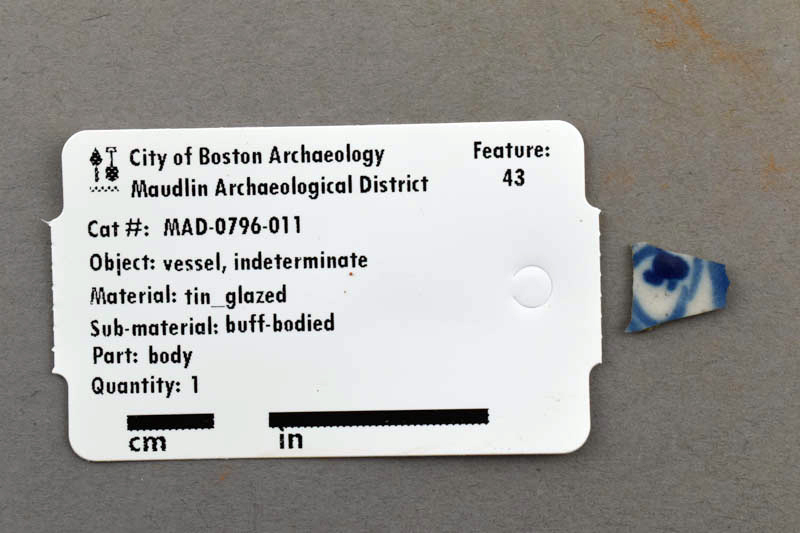 City of Boston Archaeology
Maudlin Archaeological District
Feature:
43
Cat #: MAD-0796-011
Object: vessel, indeterminate
Material: tin_glazed
Sub-material: buff-bodied
Part: body
Quantity: 1
cm
in